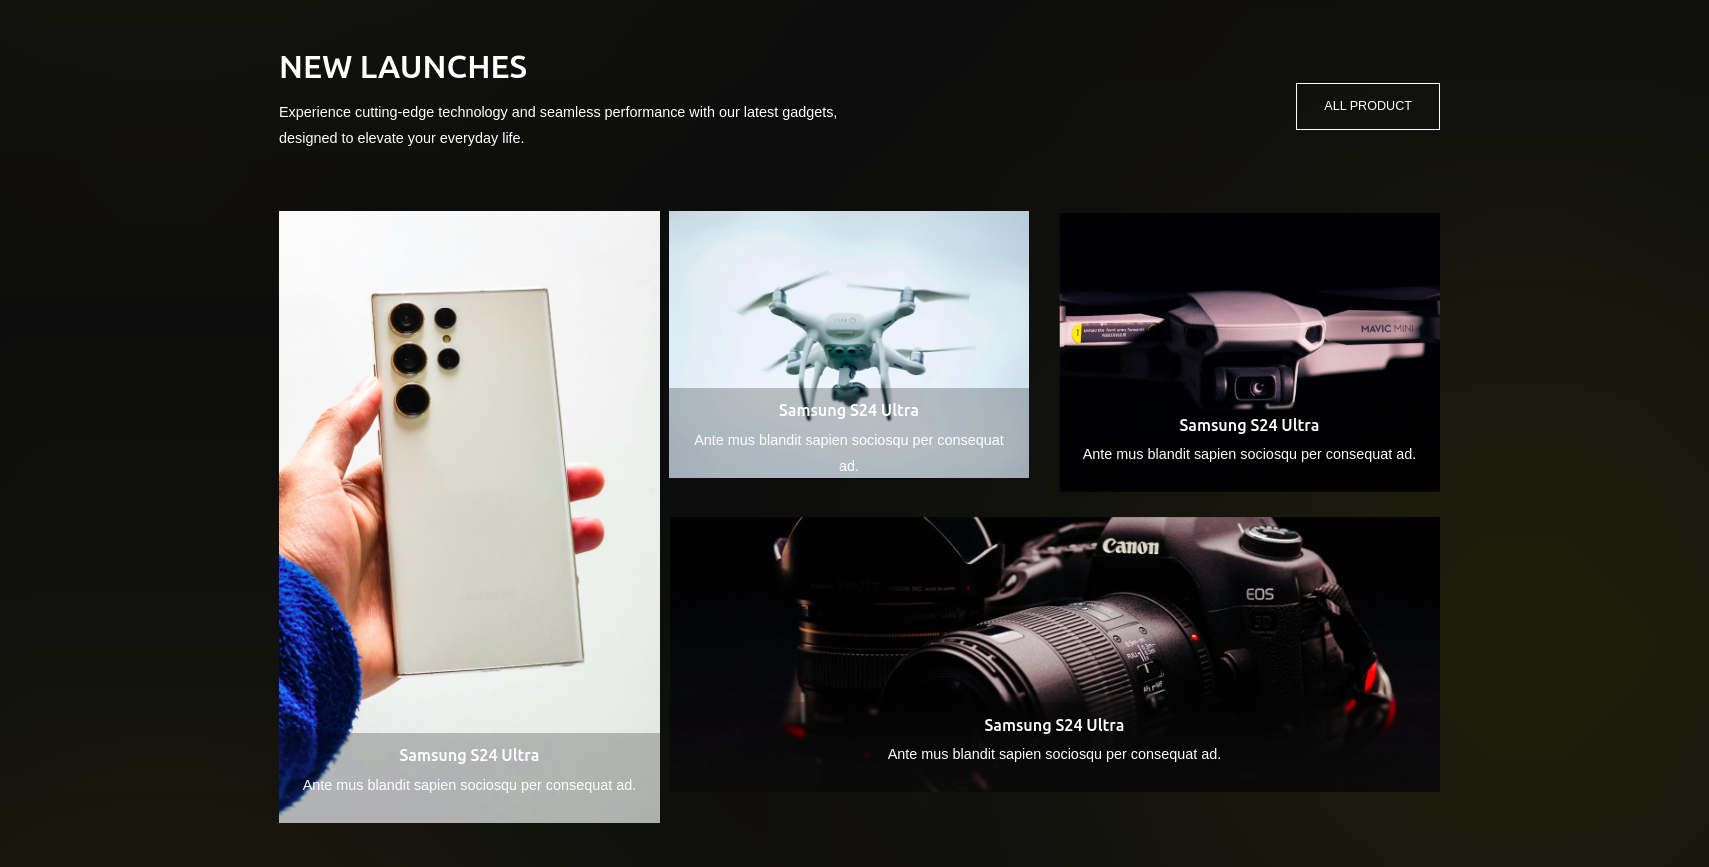 NEW LAUNCHES
Experience cutting-edge technology and seamless performance with our latest gadgets,
designed to elevate your everyday life.
ALL PRODUCT
Samsung S24 Ultra
Ante mus blandit sapien sociosqu per consequat ad.
Samsung S24 Ultra
Ante mus blandit sapien sociosqu per consequat
ad.
MAVIC MINI
Samsung S24 Ultra
Ante mus blandit sapien sociosqu per consequat ad.
Canon
EOS
5D
Samsung S24 Ultra
Ante mus blandit sapien sociosqu per consequat ad.